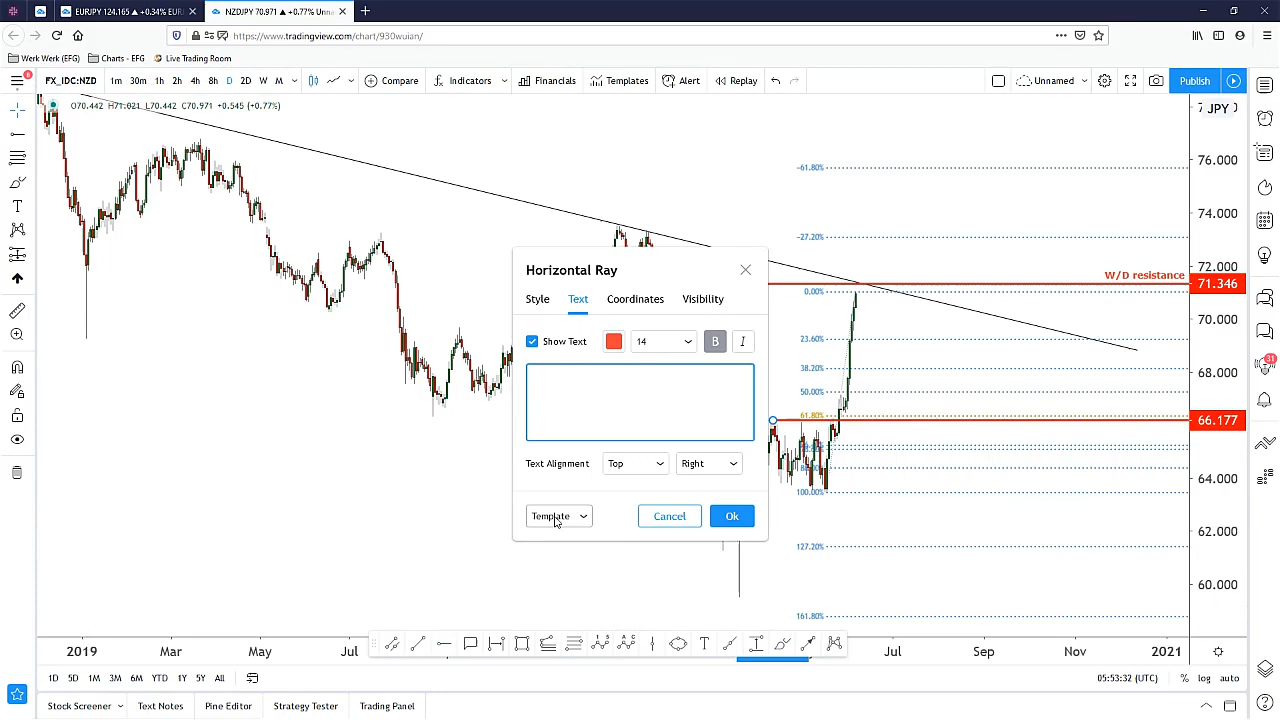 EURJPY 124.165 ▲ +0.34% EUR
NZDJPY 70.971 ▲ +0.77% Unn
https://www.tradingview.com/chart/930wuian/
Werk Werk (EFG)
Charts - EFG
Live Trading Room
FX_IDC:NZD
1m 30m 1h 2h 4h 8h D 2D W M
Compare
Indicators
Financials
Templates
Alert
Replay
Unnamed
Publish
O70.442 H71.021 L70.442 C70.971 +0.545 (+0.77%)
JPY
76.000
74.000
72.000
71.346
70.000
68.000
66.177
64.000
62.000
60.000
-61.80%
-27.20%
W/D resistance
0.00%
23.60%
38.20%
50.00%
61.80%
100.00%
127.20%
161.80%
Horizontal Ray
Style Text Coordinates Visibility
Show Text
14
B
I
Text Alignment
Top
Right
Template
Cancel
Ok
31
8
2019 Mar May Jul Jul Sep Nov 2021
1D 5D 1M 3M 6M YTD 1Y 5Y All
05:53:32 (UTC)
% log auto
Stock Screener
Text Notes
Pine Editor
Strategy Tester
Trading Panel